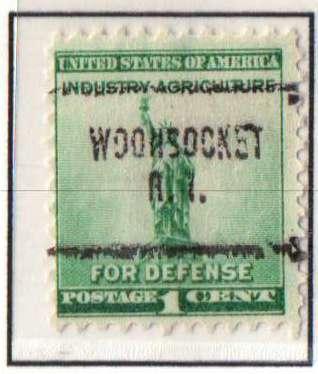 UNITED STATES OF AMERICA
INDUSTRY·AGRICULTURE
WOONSOCKET
R. I.
FOR DEFENSE
POSTAGE 1 CENT